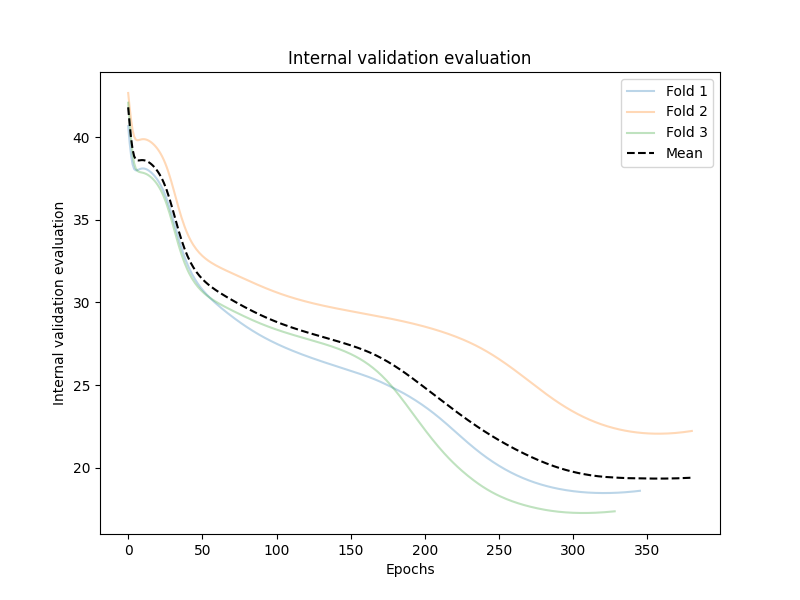 Internal validation evaluation
Fold 1
Fold 2
Fold 3
Mean
Internal validation evaluation
40
35
30
25
20
0 50 100 150 200 250 300 350
Epochs